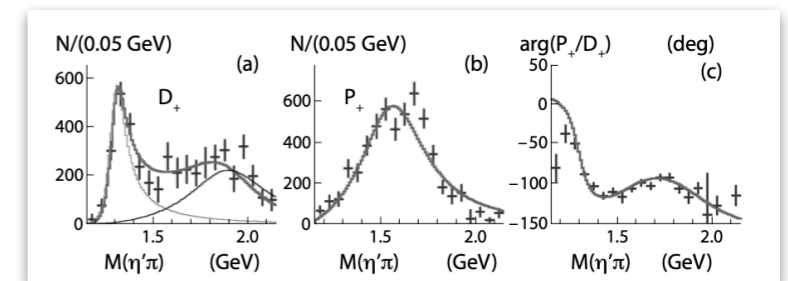 N/(0.05 GeV) N/(0.05 GeV) arg(P₊/D₊) (deg)
(a) (b) (c)
D₊ P₊
600 400 200 0
600 400 200 0
50 0 −50 −100 −150
1.5 2.0 1.5 2.0 1.5 2.0
M(η'π) (GeV) M(η'π) (GeV) M(η'π) (GeV)